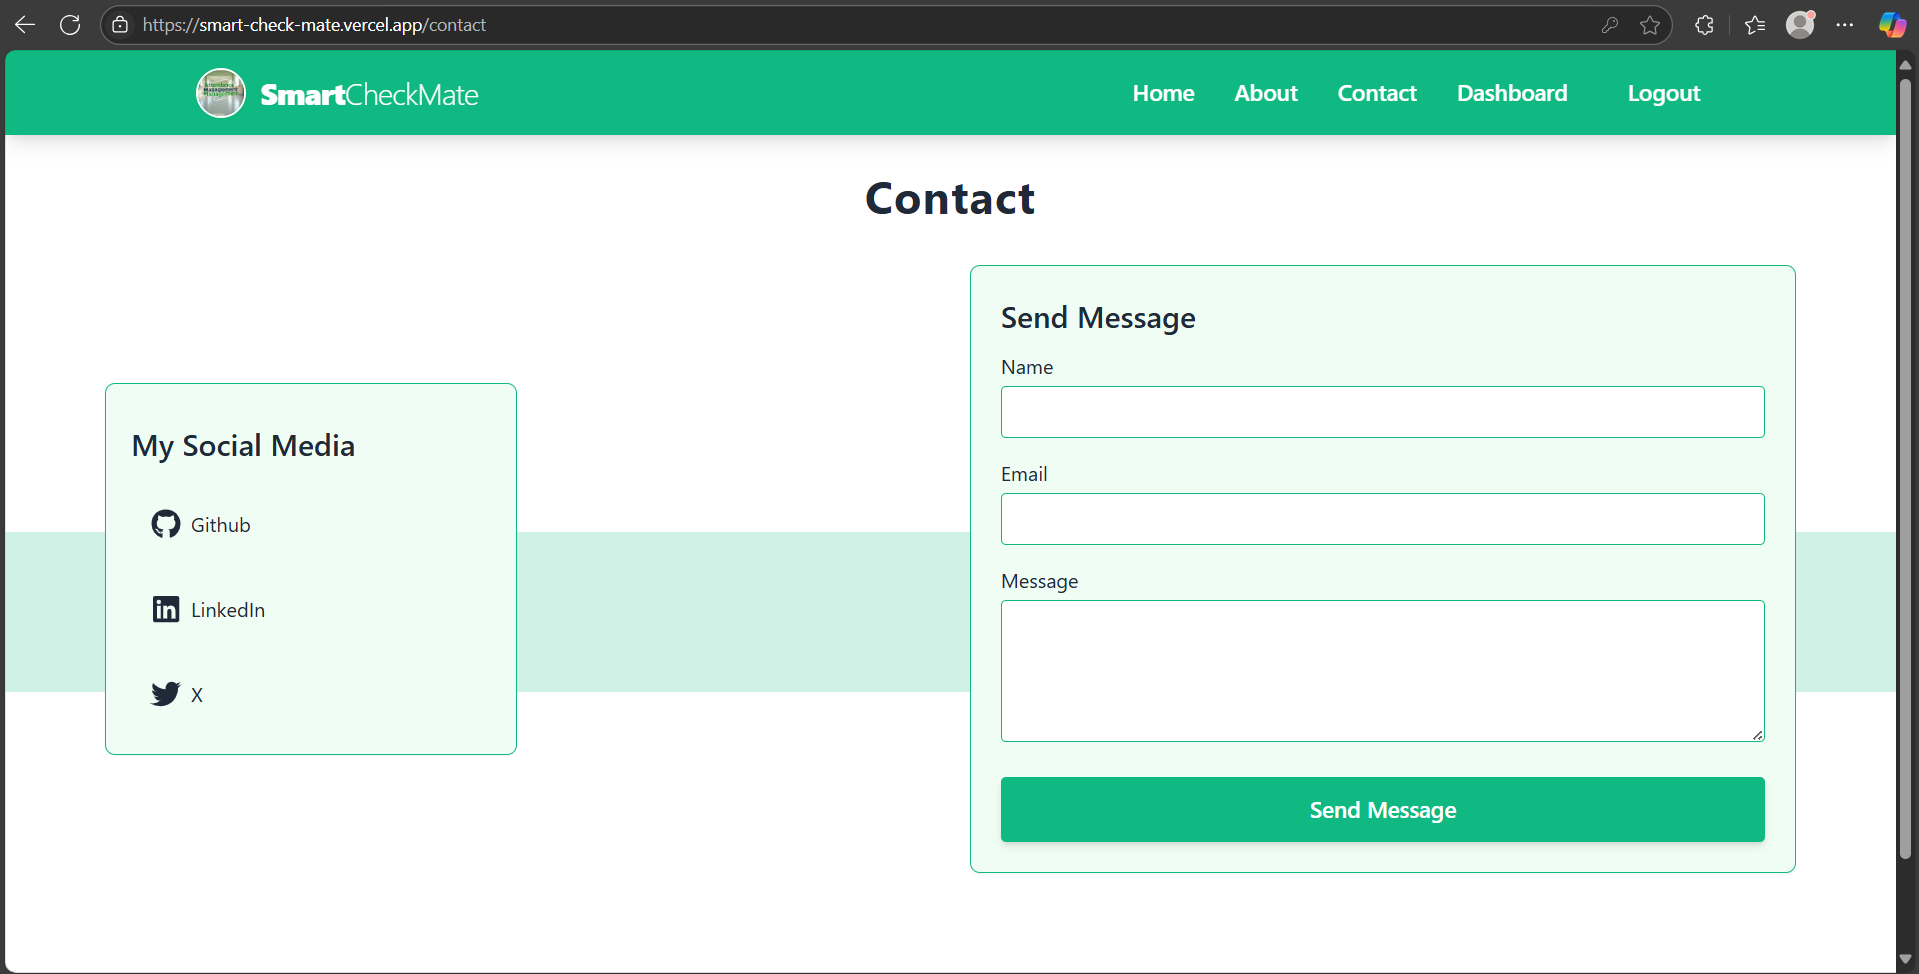 https://smart-check-mate.vercel.app/contact
SmartCheckMate
Home About Contact Dashboard Logout
Contact
Send Message
Name
Email
Message
Send Message
My Social Media
Github
LinkedIn
X